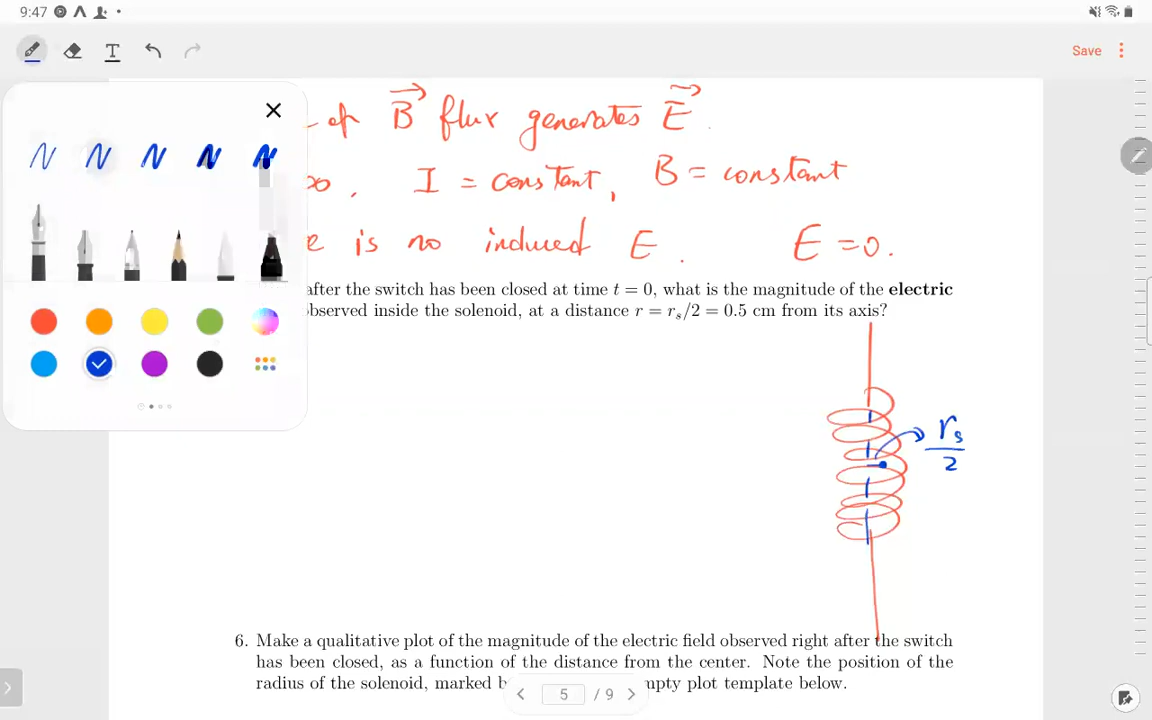 9:47
Save
of B flux generates E
I = constant, B = constant
is no induced E. E = 0.
after the switch has been closed at time t = 0, what is the magnitude of the electric
bserved inside the solenoid, at a distance r = rs/2 = 0.5 cm from its axis?
rs
2
6. Make a qualitative plot of the magnitude of the electric field observed right after the switch
has been closed, as a function of the distance from the center. Note the position of the
radius of the solenoid, marked mpty plot template below.
5 / 9